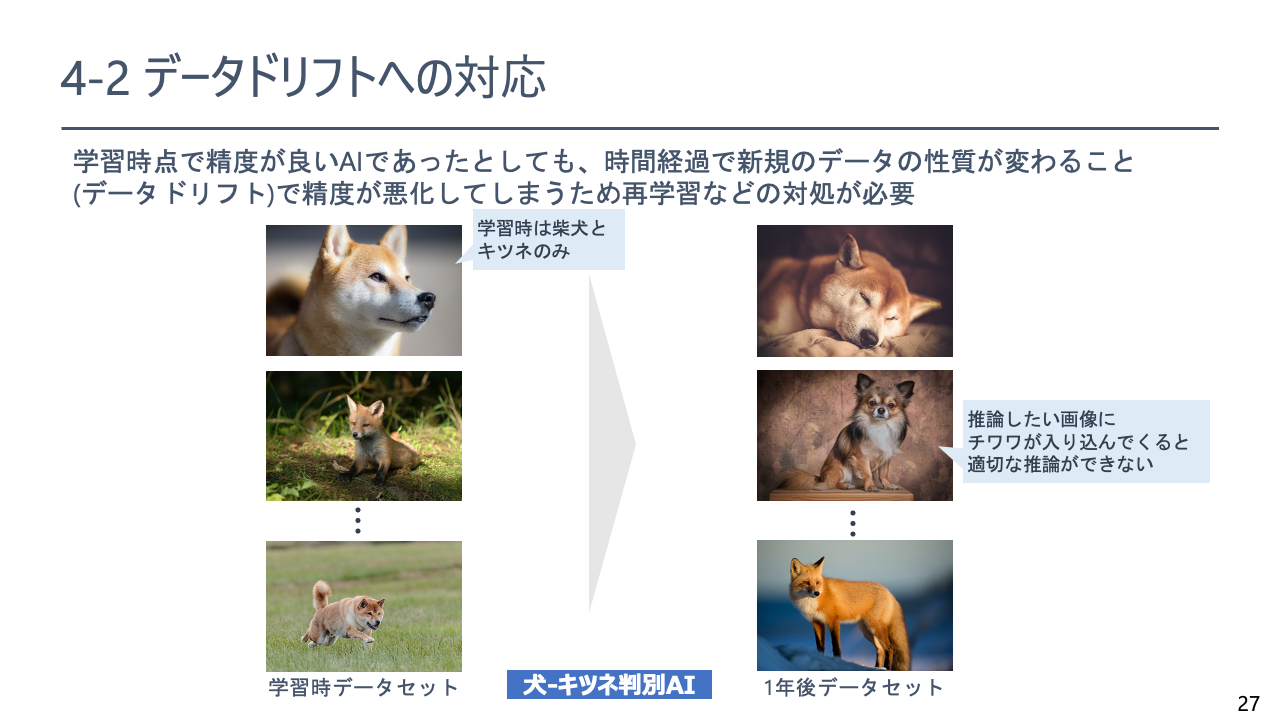 4-2 データドリフトへの対応
学習時点で精度が良いAIであったとしても、時間経過で新規のデータの性質が変わること
(データドリフト)で精度が悪化してしまうため再学習などの対処が必要
学習時は柴犬と
キツネのみ
推論したい画像に
チワワが入り込んでくると
適切な推論ができない
学習時データセット
犬-キツネ判別AI
1年後データセット
27